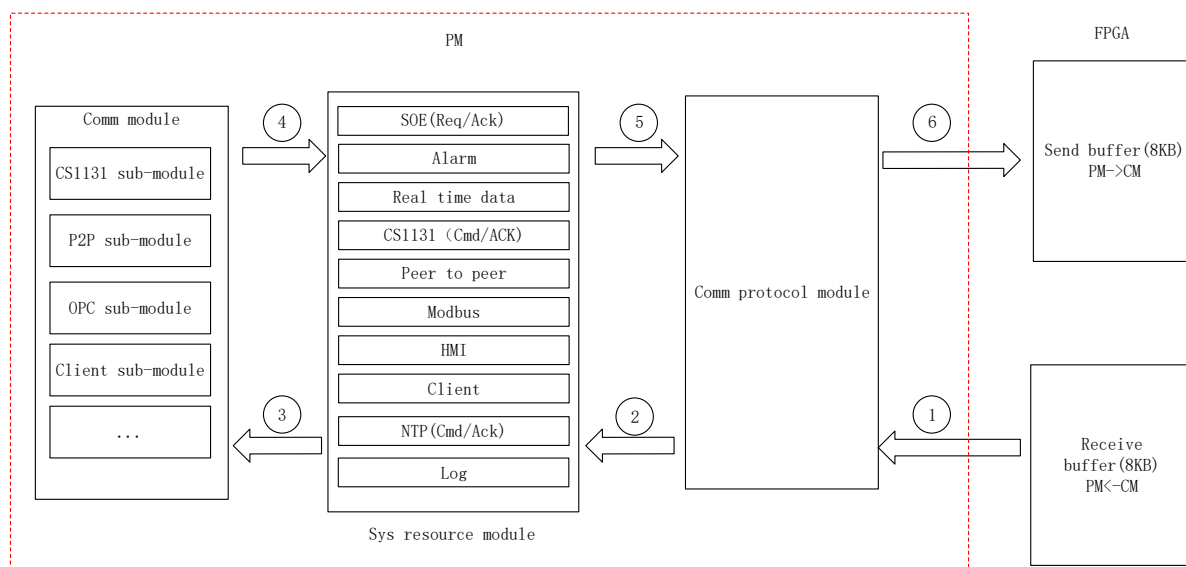 PM
FPGA
Comm module
CS1131 sub-module
P2P sub-module
OPC sub-module
Client sub-module
...
4
3
SOE(Req/Ack)
Alarm
Real time data
CS1131（Cmd/ACK)
Peer to peer
Modbus
HMI
Client
NTP(Cmd/Ack)
Log
Sys resource module
5
2
Comm protocol module
6
1
Send buffer(8KB)
PM->CM
Receive
buffer(8KB)
PM<-CM